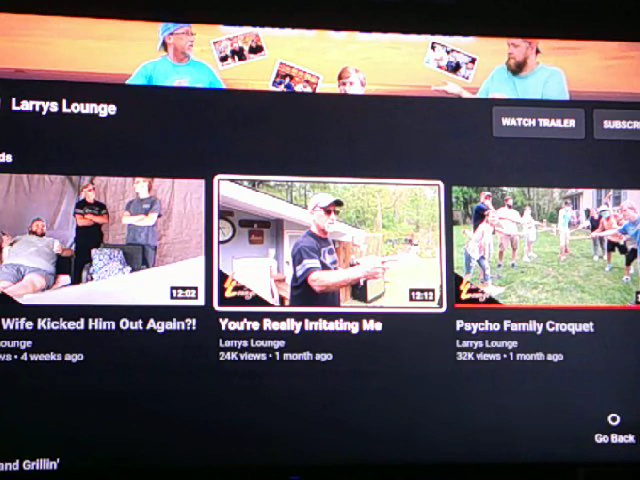 Larrys Lounge
WATCH TRAILER
SUBSCRI
ds
12:02
12:12
Wife Kicked Him Out Again?!
ounge
ws • 4 weeks ago
You're Really Irritating Me
Larrys Lounge
24K views • 1 month ago
Psycho Family Croquet
Larrys Lounge
32K views • 1 month ago
Go Back
and Grillin'